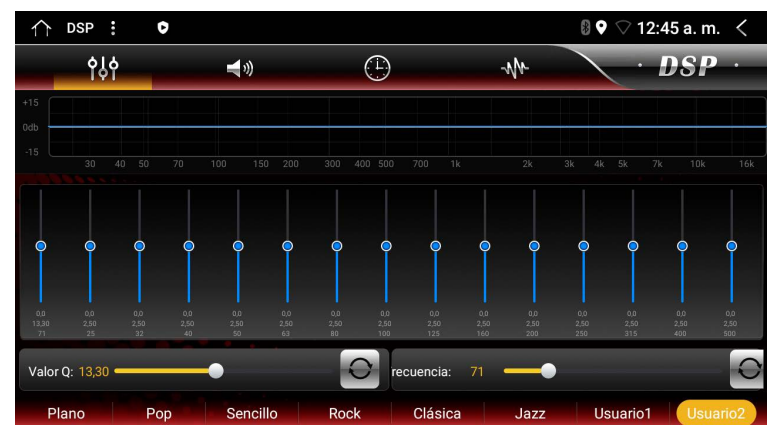 DSP 12:45 a. m.
DSP
+15
0db
-15
30 40 50 70 100 150 200 300 400 500 700 1k 2k 3k 4k 5k 7k 10k 16k
0,0 0,0 0,0 0,0 0,0 0,0 0,0 0,0 0,0 0,0 0,0 0,0 0,0 0,0 0,0
13,30 2,50 2,50 2,50 2,50 2,50 2,50 2,50 2,50 2,50 2,50 2,50 2,50 2,50 2,50
71 25 32 40 50 63 80 100 125 160 200 250 315 400 500
Valor Q: 13,30 recuencia: 71
Plano Pop Sencillo Rock Clásica Jazz Usuario1 Usuario2